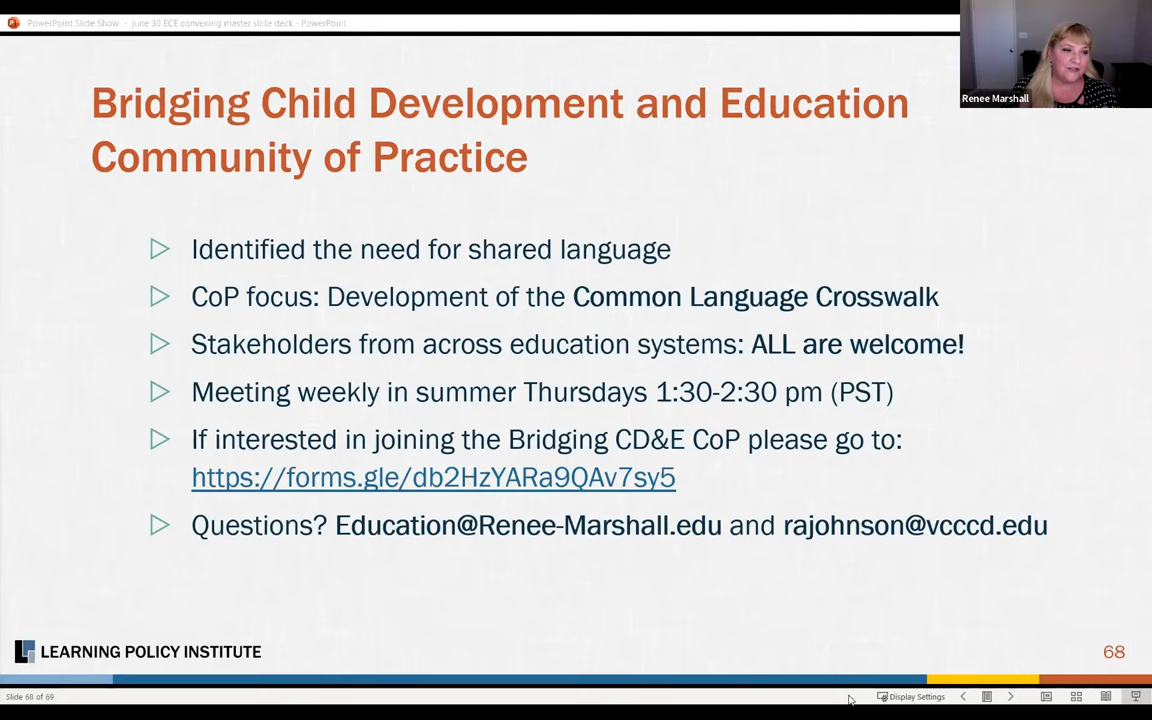 PowerPoint Slide Show - june 30 ECE convening master slide deck - PowerPoint
Renee Marshall
Bridging Child Development and Education
Community of Practice
Identified the need for shared language
CoP focus: Development of the Common Language Crosswalk
Stakeholders from across education systems: ALL are welcome!
Meeting weekly in summer Thursdays 1:30-2:30 pm (PST)
If interested in joining the Bridging CD&E CoP please go to:
https://forms.gle/db2HzYARa9QAv7sy5
Questions? Education@Renee-Marshall.edu and rajohnson@vcccd.edu
LEARNING POLICY INSTITUTE
68
Slide 68 of 69
Display Settings